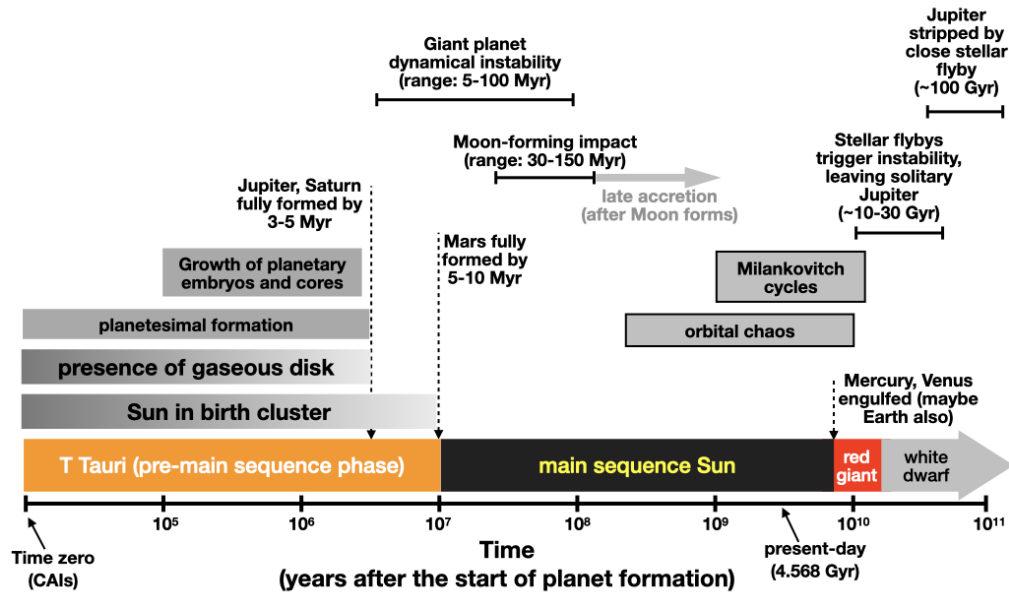 Jupiter
stripped by
close stellar
flyby
(~100 Gyr)
Giant planet
dynamical instability
(range: 5-100 Myr)
Moon-forming impact
(range: 30-150 Myr)
late accretion
(after Moon forms)
Stellar flybys
trigger instability,
leaving solitary
Jupiter
(~10-30 Gyr)
Jupiter, Saturn
fully formed by
3-5 Myr
Mars fully
formed by
5-10 Myr
Growth of planetary
embryos and cores
Milankovitch
cycles
planetesimal formation
orbital chaos
presence of gaseous disk
Sun in birth cluster
Mercury, Venus
engulfed (maybe
Earth also)
T Tauri (pre-main sequence phase)
main sequence Sun
red
giant
white
dwarf
10⁵
10⁶
10⁷
10⁸
10⁹
10¹⁰
10¹¹
Time zero
(CAIs)
Time
(years after the start of planet formation)
present-day
(4.568 Gyr)